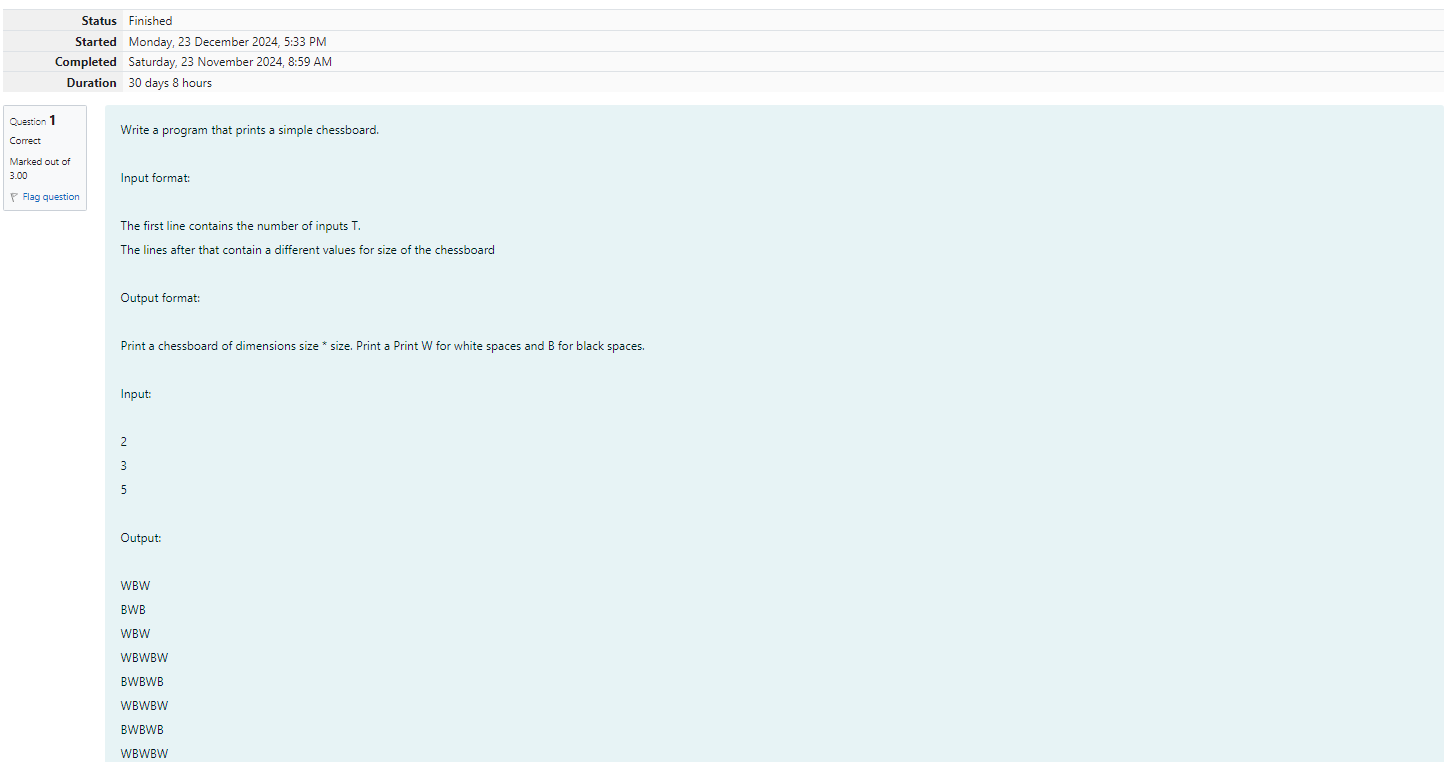 Status Finished
Started Monday, 23 December 2024, 5:33 PM
Completed Saturday, 23 November 2024, 8:59 AM
Duration 30 days 8 hours
Question 1
Correct
Marked out of
3.00
Flag question
Write a program that prints a simple chessboard.
Input format:
The first line contains the number of inputs T.
The lines after that contain a different values for size of the chessboard
Output format:
Print a chessboard of dimensions size * size. Print a Print W for white spaces and B for black spaces.
Input:
2
3
5
Output:
WBW
BWB
WBW
WBWBW
BWBWB
WBWBW
BWBWB
WBWBW